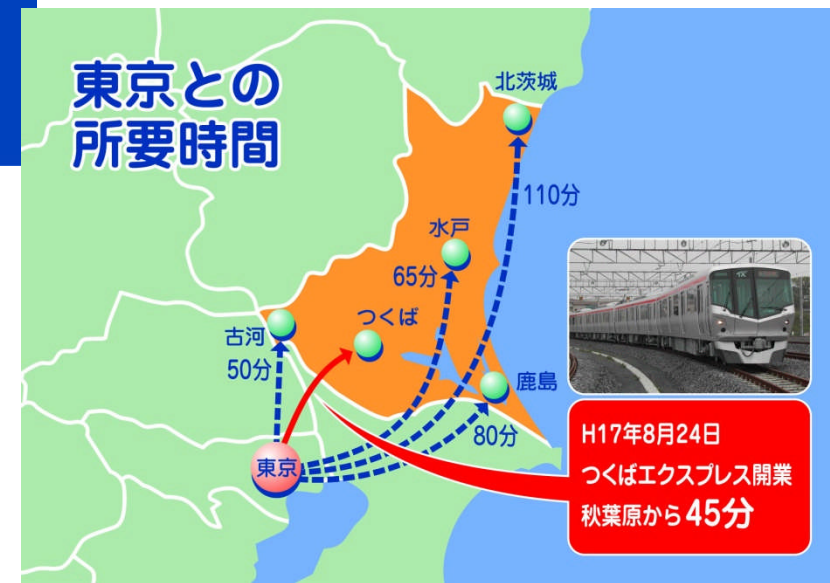 東京との
所要時間
北茨城
110分
水戸
65分
つくば
古河
50分
鹿島
80分
東京
H17年8月24日
つくばエクスプレス開業
秋葉原から45分